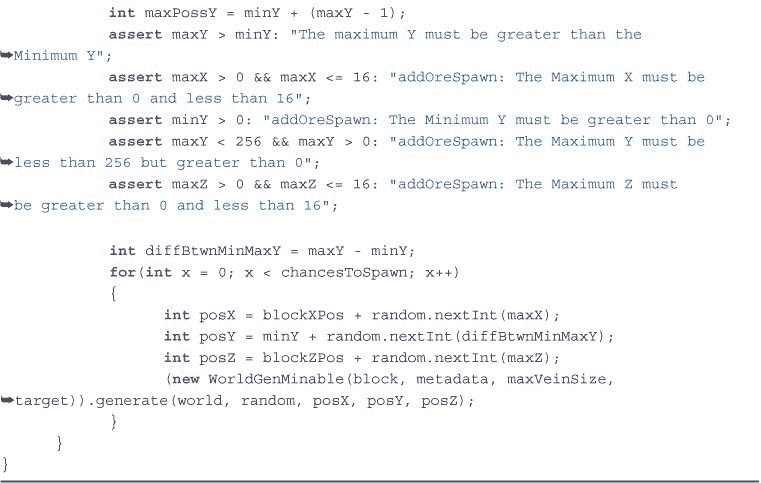 int maxPossY = minY + (maxY - 1);
assert maxY > minY: "The maximum Y must be greater than the
➥Minimum Y";
assert maxX > 0 && maxX <= 16: "addOreSpawn: The Maximum X must be
➥greater than 0 and less than 16";
assert minY > 0: "addOreSpawn: The Minimum Y must be greater than 0";
assert maxY < 256 && maxY > 0: "addOreSpawn: The Maximum Y must be
➥less than 256 but greater than 0";
assert maxZ > 0 && maxZ <= 16: "addOreSpawn: The Maximum Z must
➥be greater than 0 and less than 16";
int diffBtwnMinMaxY = maxY - minY;
for(int x = 0; x < chancesToSpawn; x++)
{
int posX = blockXPos + random.nextInt(maxX);
int posY = minY + random.nextInt(diffBtwnMinMaxY);
int posZ = blockZPos + random.nextInt(maxZ);
(new WorldGenMinable(block, metadata, maxVeinSize,
➥target)).generate(world, random, posX, posY, posZ);
}
}
}